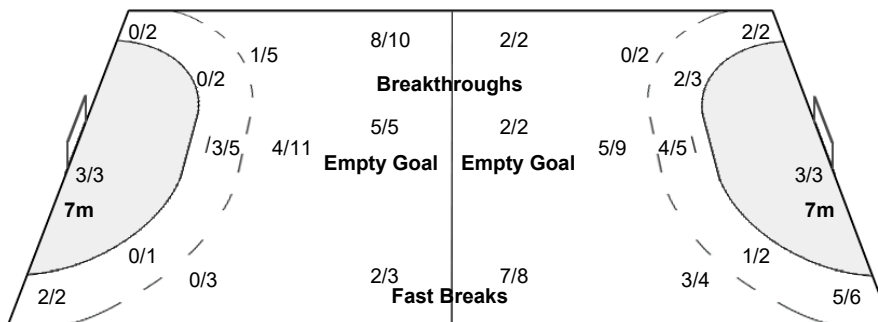 0/2 8/10 2/2 2/2
1/5 0/2
0/2 Breakthroughs 2/3
5/5 2/2
3/5 4/11 5/9 4/5
Empty Goal Empty Goal
3/3 3/3
7m 7m
0/1 1/2
0/3 2/3 7/8 3/4
2/2 Fast Breaks 5/6